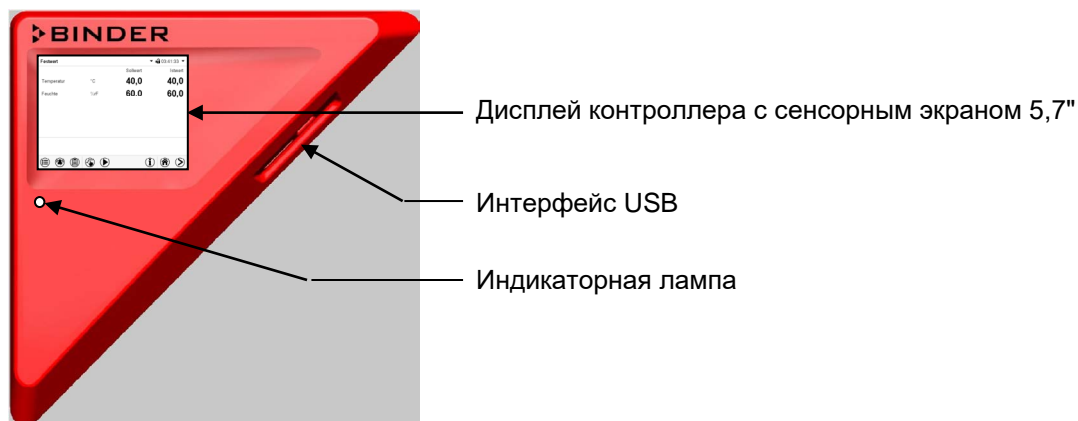 BINDER
Festwert 03:41:33
Sollwert Istwert
Temperatur °C 40,0 40,0
Feuchte %rF 60,0 60,0
Дисплей контроллера с сенсорным экраном 5,7"
Интерфейс USB
Индикаторная лампа